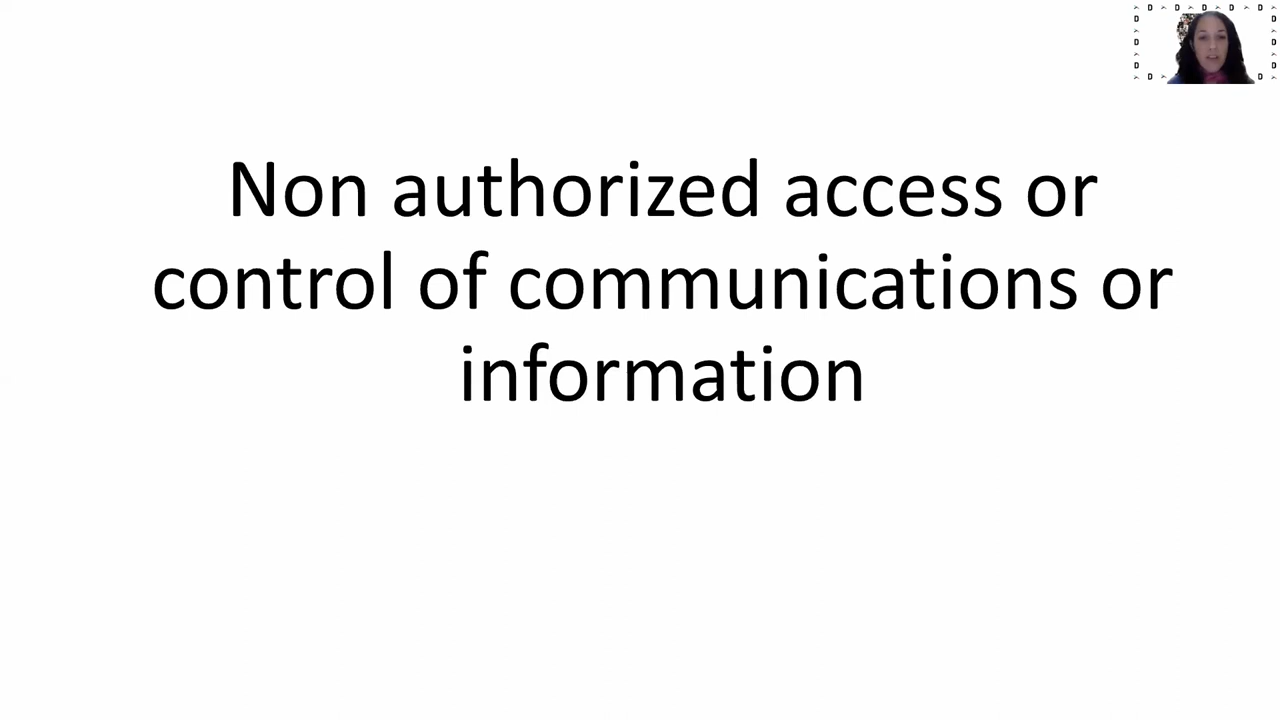 Non authorized access or
control of communications or
information